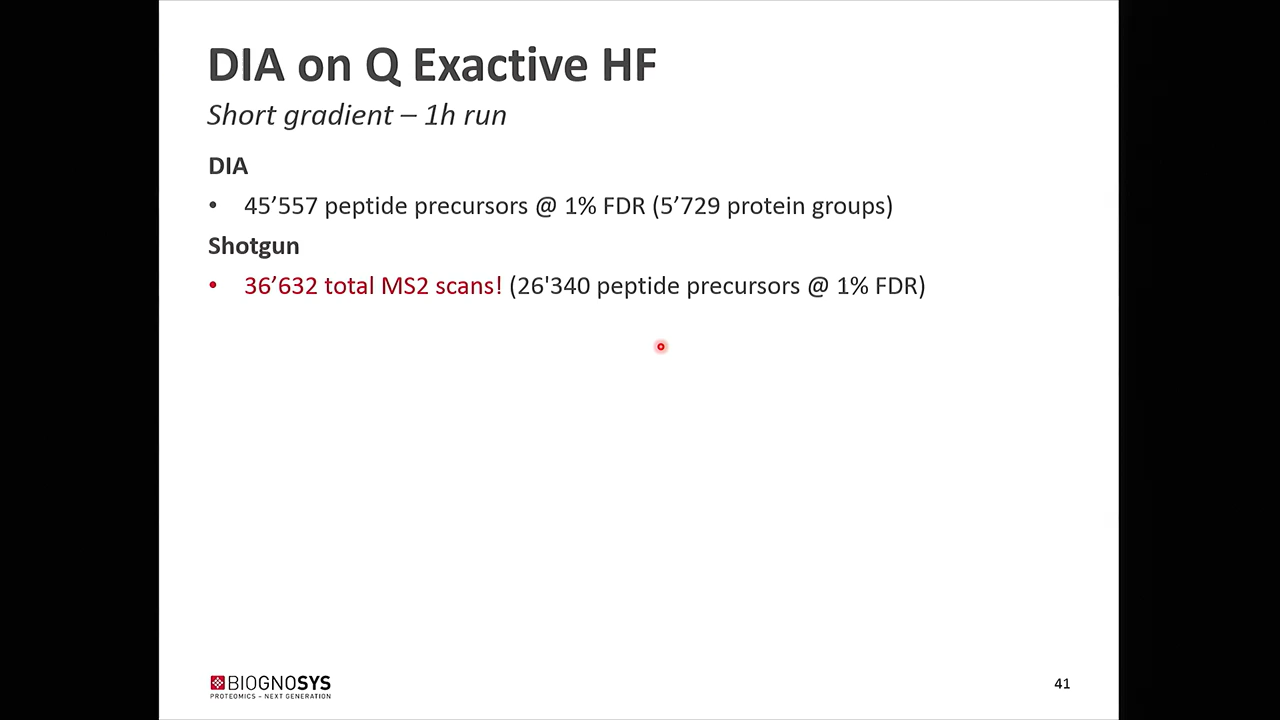 DIA on Q Exactive HF
Short gradient – 1h run
DIA
• 45’557 peptide precursors @ 1% FDR (5’729 protein groups)
Shotgun
• 36’632 total MS2 scans! (26'340 peptide precursors @ 1% FDR)
BIOGNOSYS
PROTEOMICS – NEXT GENERATION
41